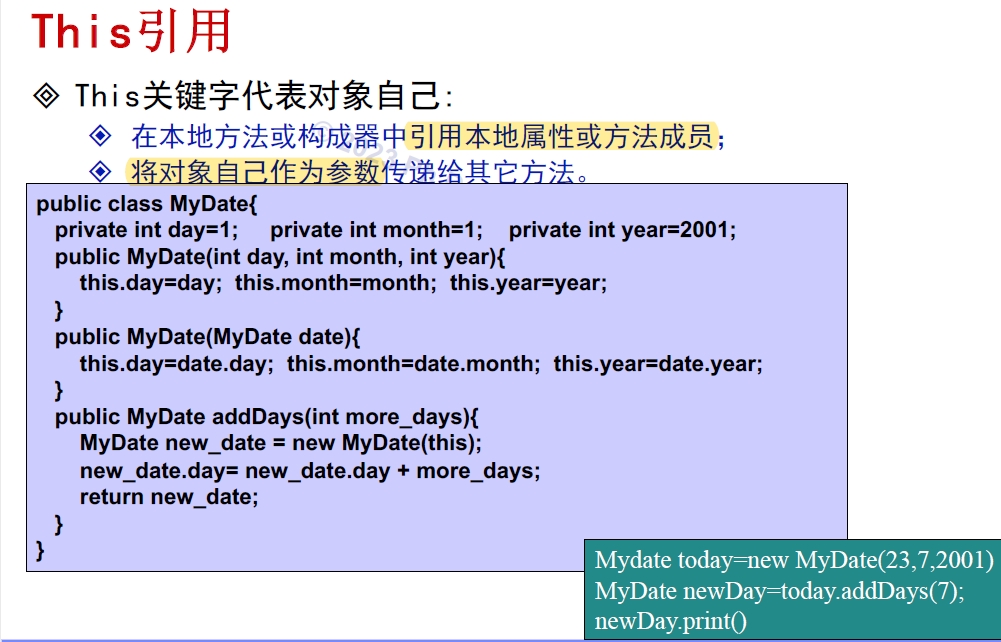 This引用
This关键字代表对象自己:
在本地方法或构成器中引用本地属性或方法成员;
将对象自己作为参数传递给其它方法。
public class MyDate{
private int day=1; private int month=1; private int year=2001;
public MyDate(int day, int month, int year){
this.day=day; this.month=month; this.year=year;
}
public MyDate(MyDate date){
this.day=date.day; this.month=date.month; this.year=date.year;
}
public MyDate addDays(int more_days){
MyDate new_date = new MyDate(this);
new_date.day= new_date.day + more_days;
return new_date;
}
}
Mydate today=new MyDate(23,7,2001)
MyDate newDay=today.addDays(7);
newDay.print()